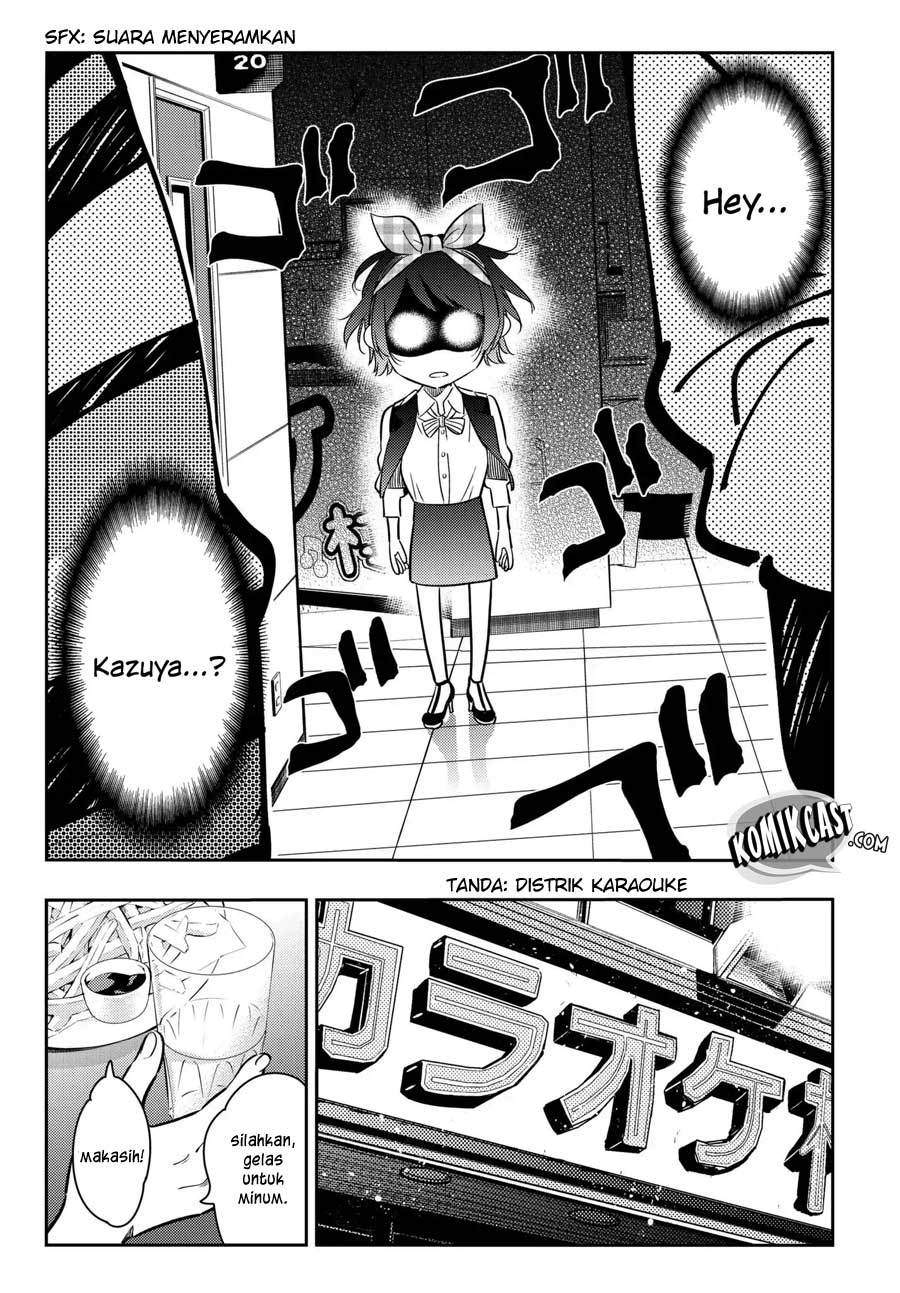 SFX: SUARA MENYERAMKAN
20
Hey...
ゴ
ゴ
ゴ
ゴ
ゴ
ゴ
Kazuya...?
KOMIKCAST.COM
TANDA: DISTRIK KARAOUKE
カラオケ
silahkan,
gelas
untuk
minum.
makasih!